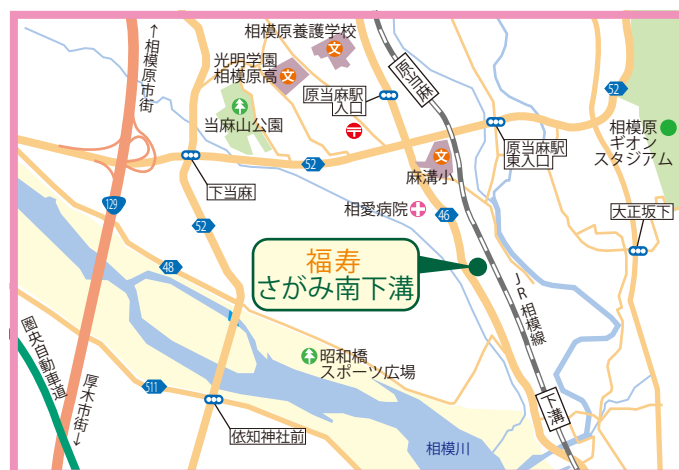 ←相模原市街
相模原養護学校
文
光明学園
相模原高
文
原当麻
原当麻駅
入口
52
当麻山公園
相模原
ギオン
スタジアム
原当麻駅
東入口
文
麻溝小
52
下当麻
129
52
相愛病院
46
大正坂下
48
福寿
さがみ南下溝
JR相模線
圏央自動車道
厚木市街→
511
昭和橋
スポーツ広場
下溝
依知神社前
相模川